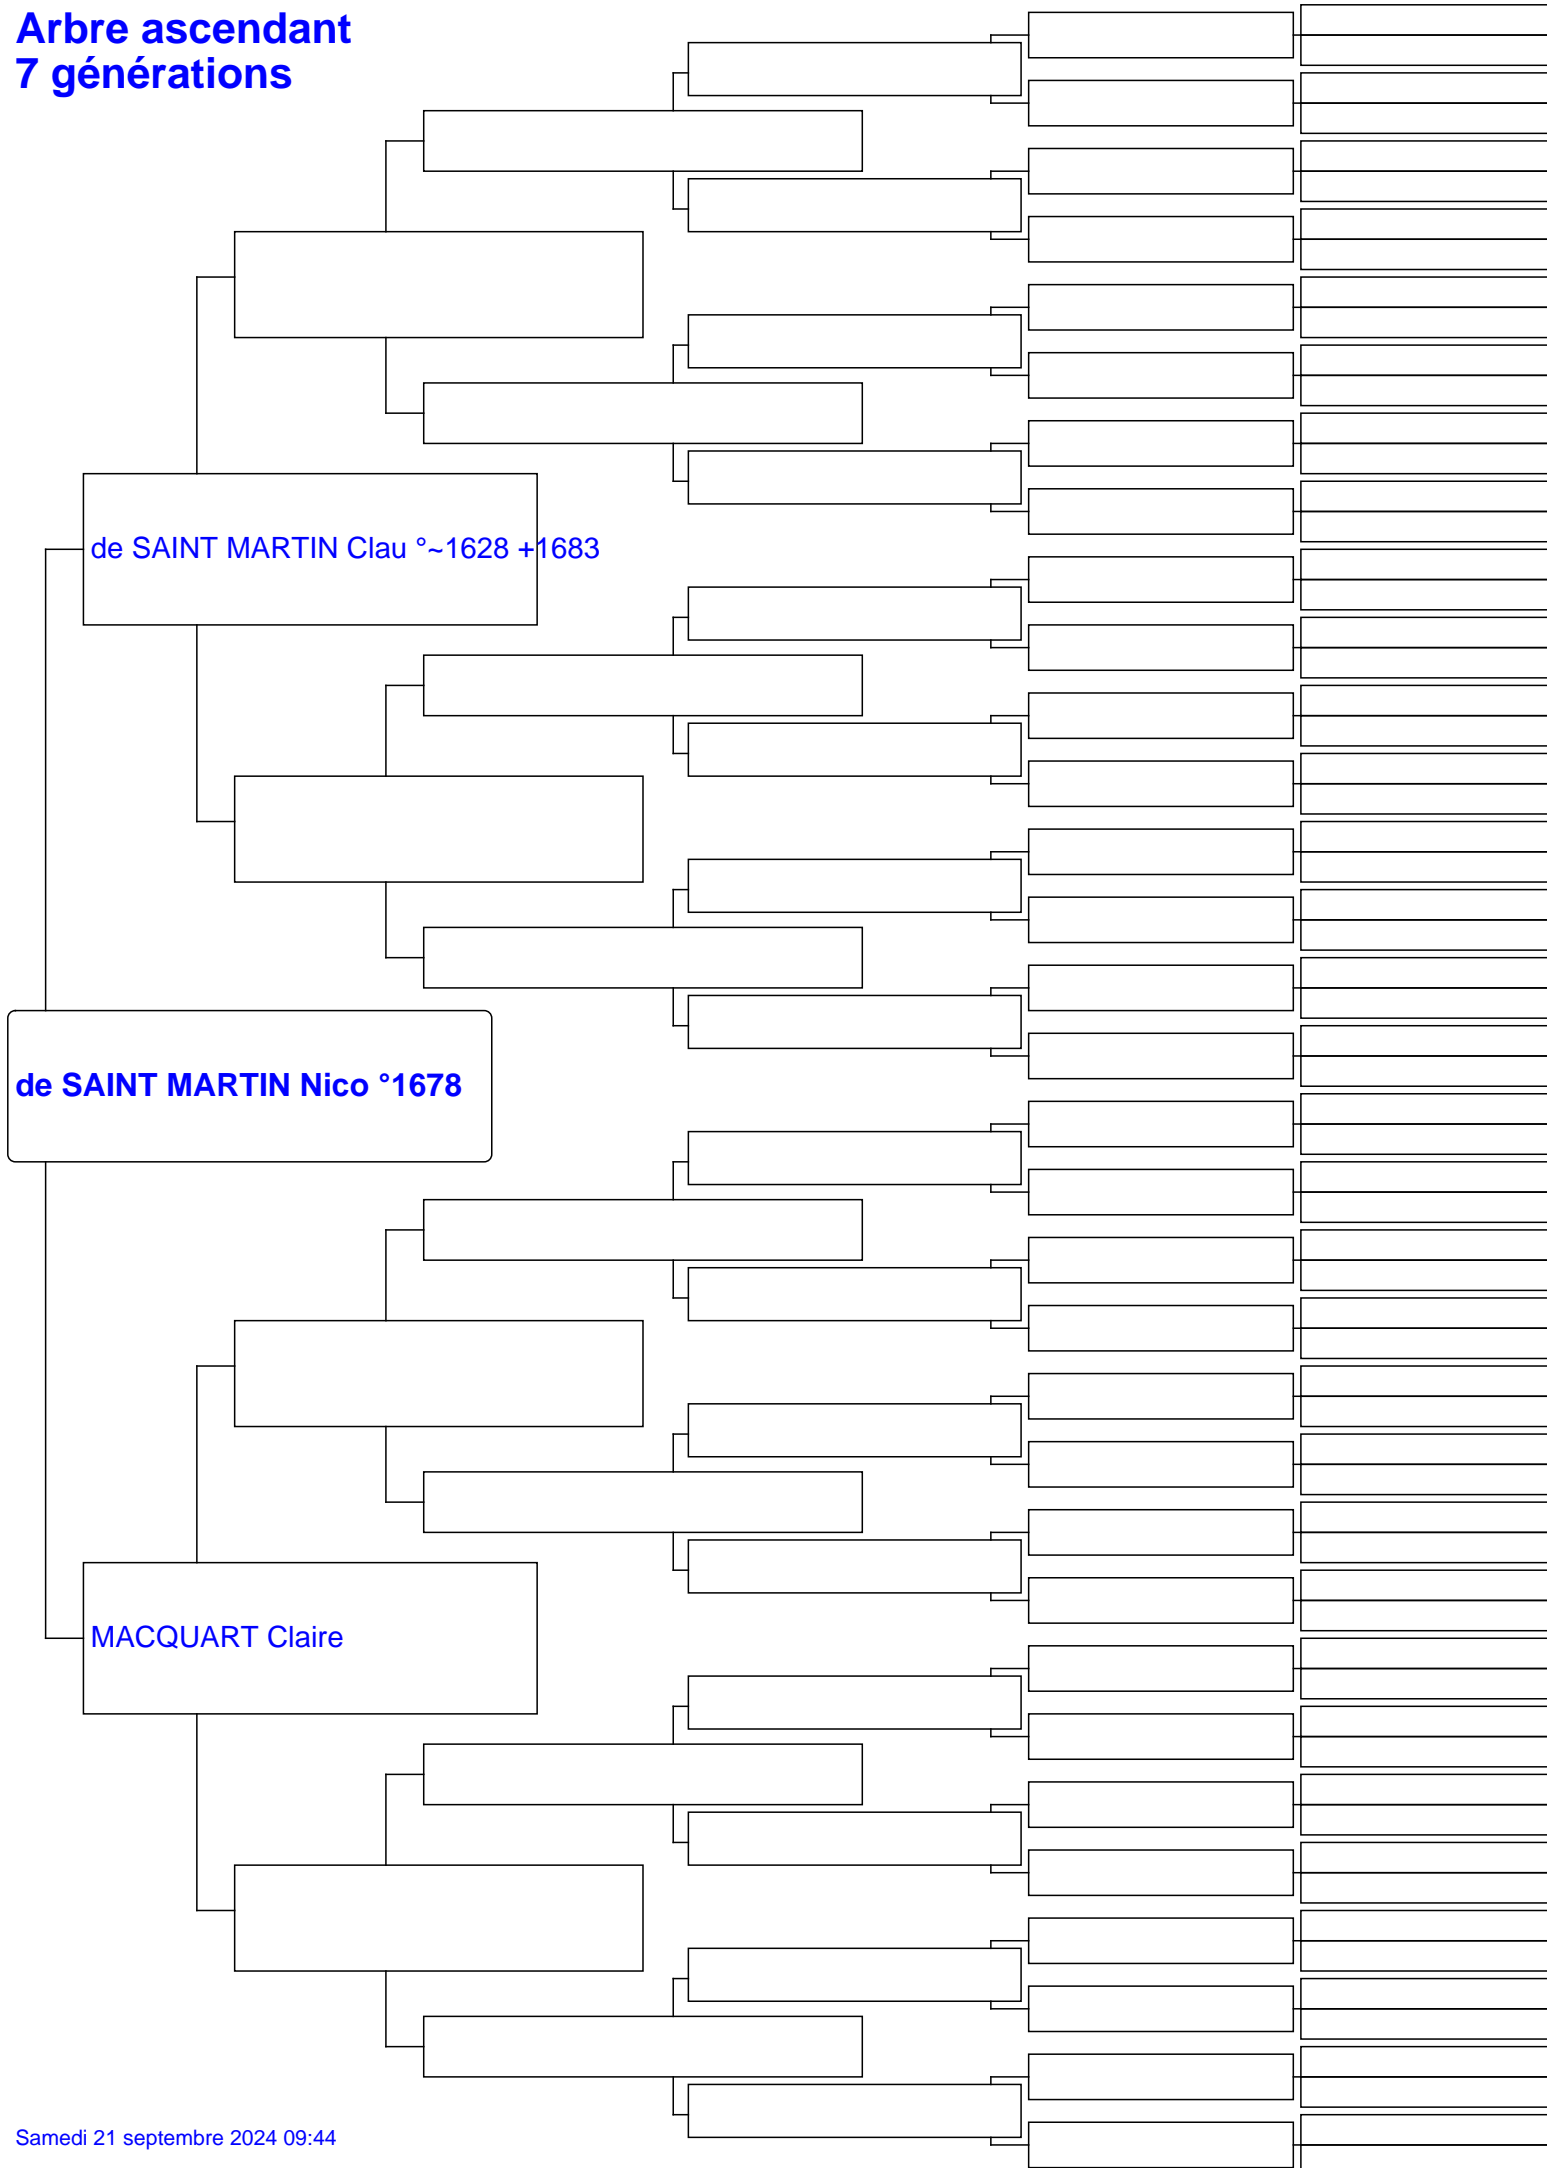 Arbre ascendant
7 générations
de SAINT MARTIN Clau °~1628 +1683
de SAINT MARTIN Nico °1678
MACQUART Claire
Samedi 21 septembre 2024 09:44